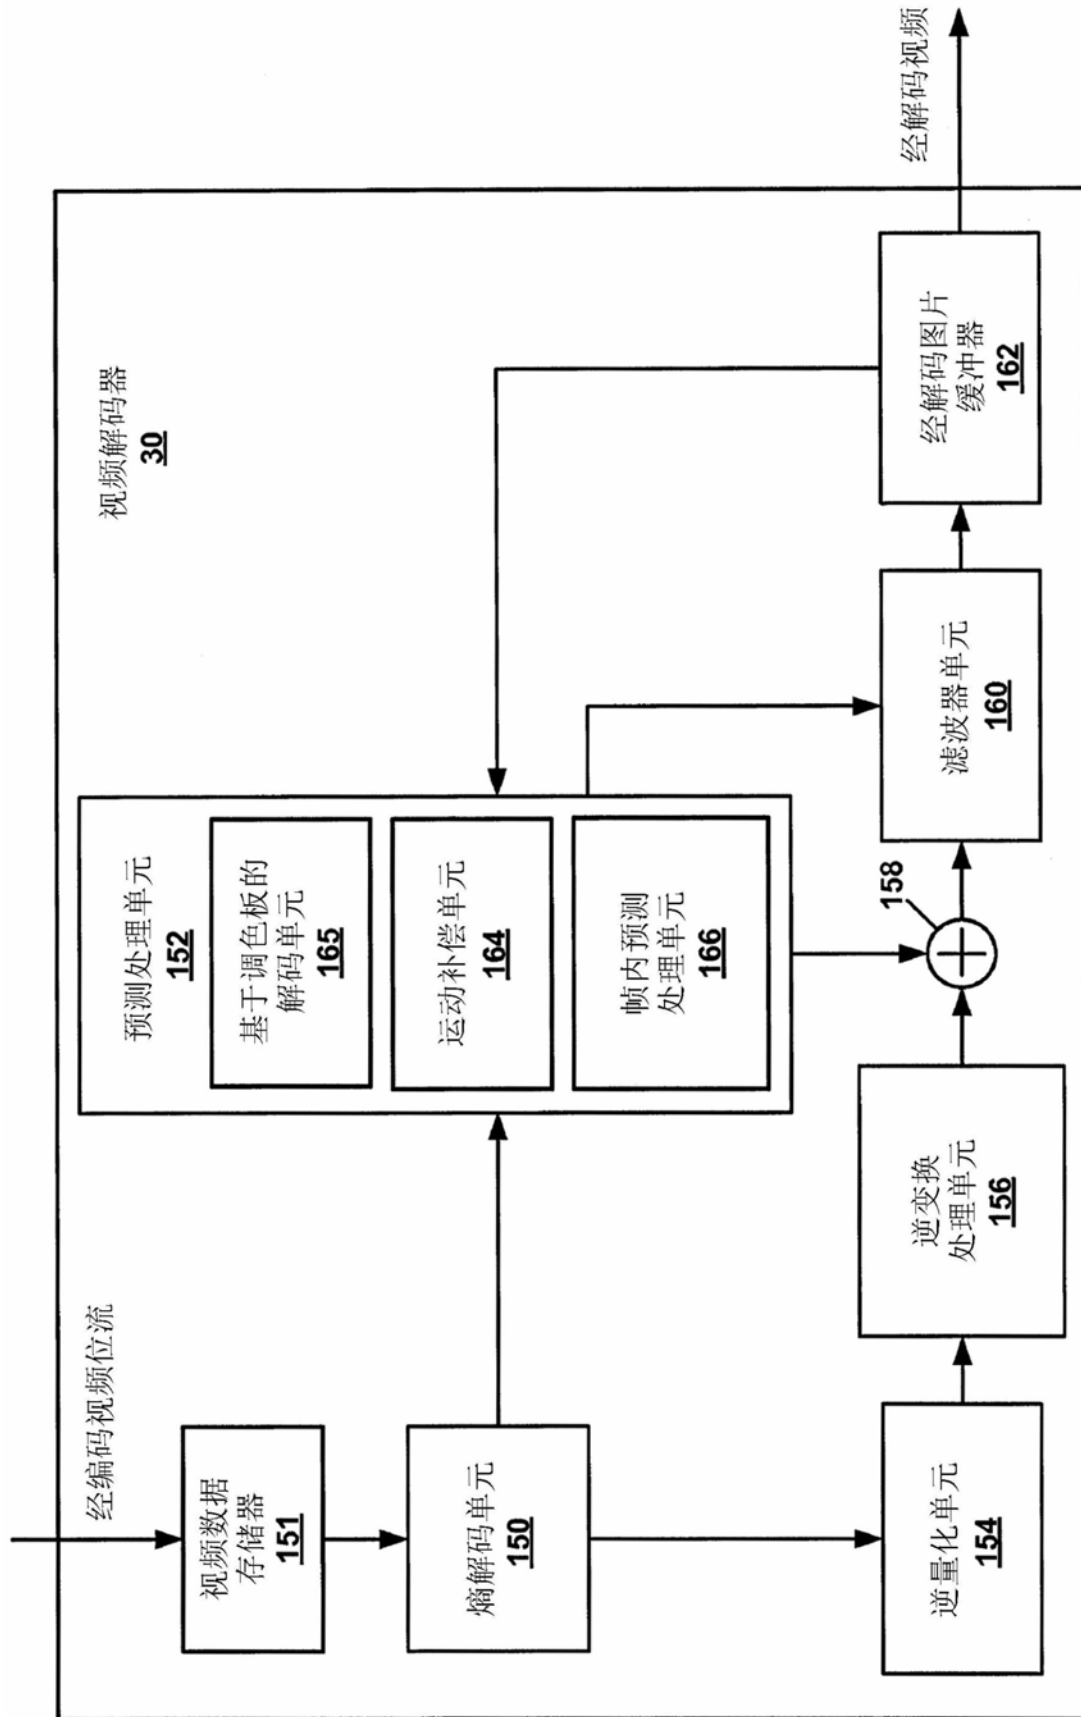 经编码视频位流
视频解码器
30
经解码视频
视频数据
存储器
151
熵解码单元
150
预测处理单元
152
基于调色板的
解码单元
165
运动补偿单元
164
帧内预测
处理单元
166
逆量化单元
154
逆变换
处理单元
156
158
滤波器单元
160
经解码图片
缓冲器
162